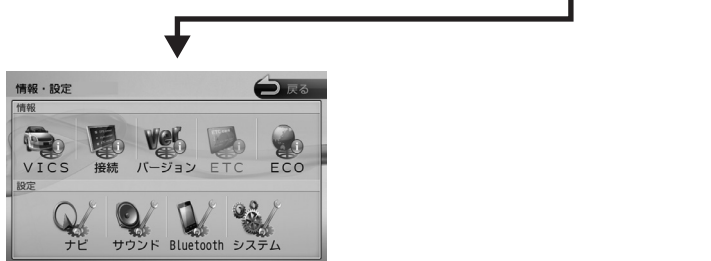 情報・設定
戻る
情報
Ver
VICS 接続 バージョン ETC ECO
設定
ナビ サウンド Bluetooth システム